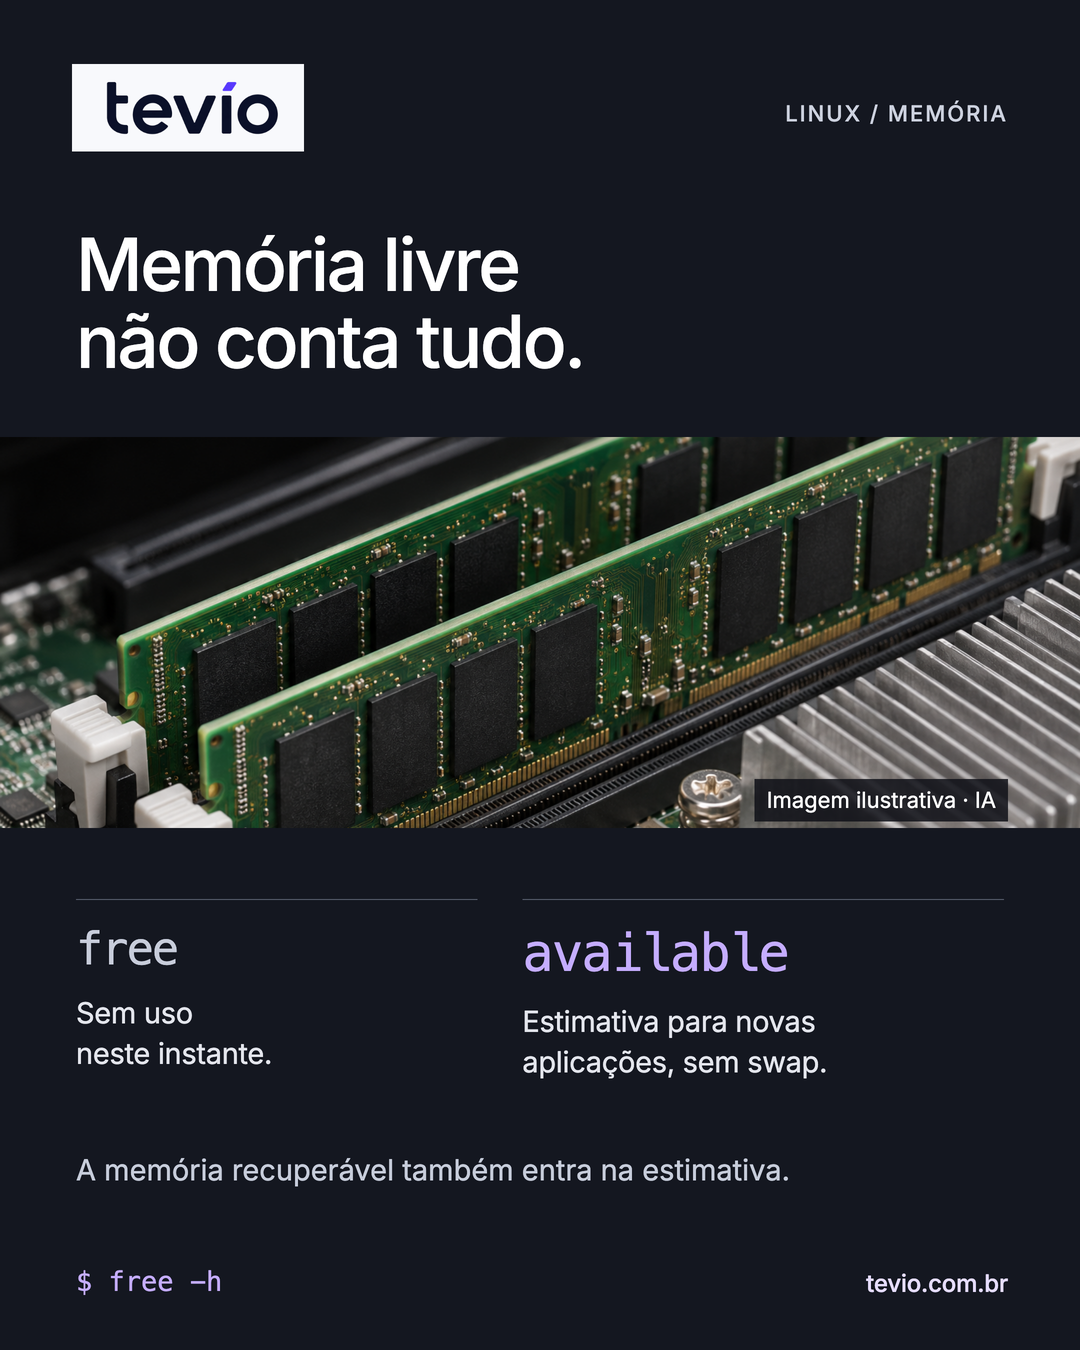 tevío
LINUX / MEMÓRIA
Memória livre
não conta tudo.
Imagem ilustrativa · IA
free
Sem uso
neste instante.
available
Estimativa para novas
aplicações, sem swap.
A memória recuperável também entra na estimativa.
$ free –h
tevio.com.br